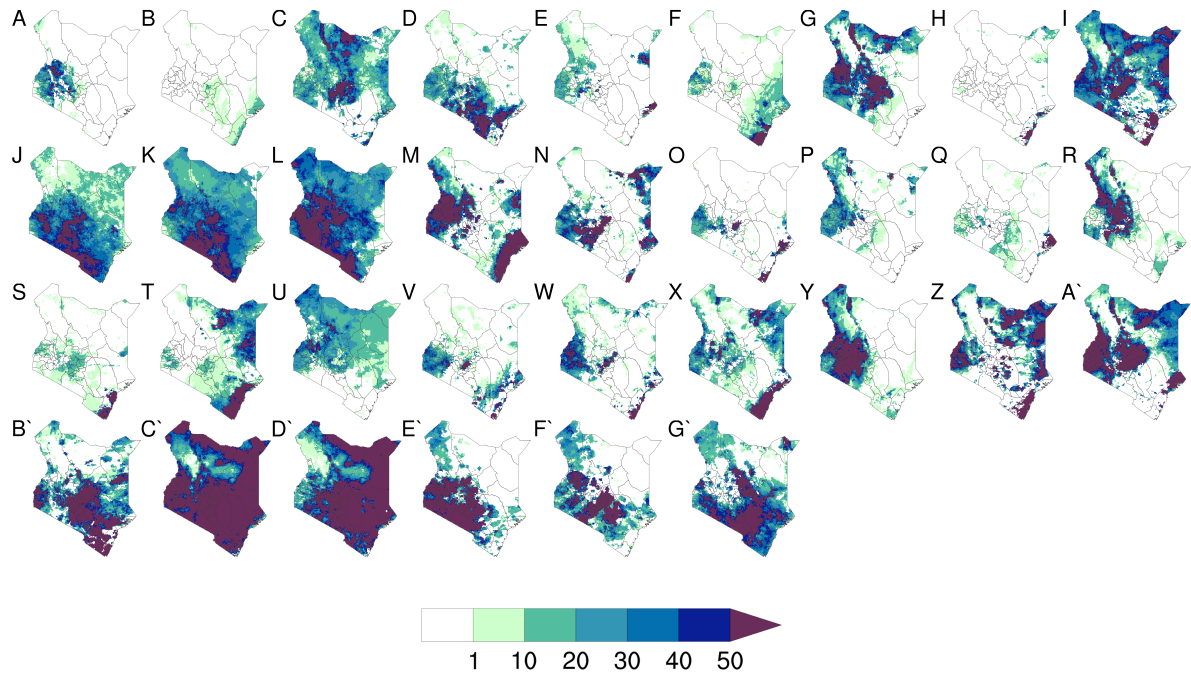 A B C D E F G H I
J K L M N O P Q R
S T U V W X Y Z A`
B` C` D` E` F` G`
1 10 20 30 40 50